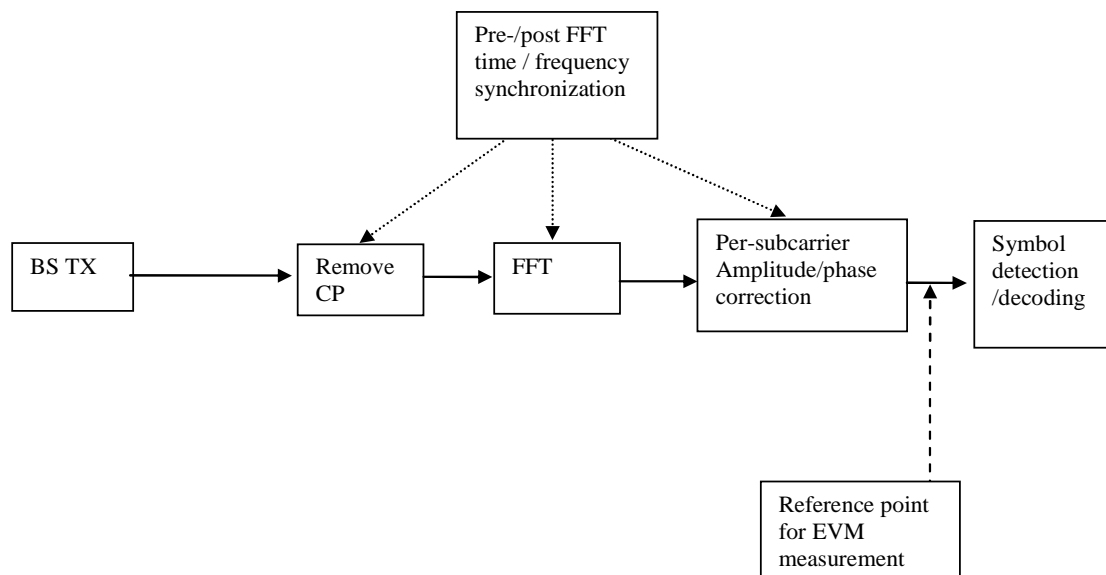 Pre-/post FFT
time / frequency
synchronization
BS TX
Remove
CP
FFT
Per-subcarrier
Amplitude/phase
correction
Symbol
detection
/decoding
Reference point
for EVM
measurement